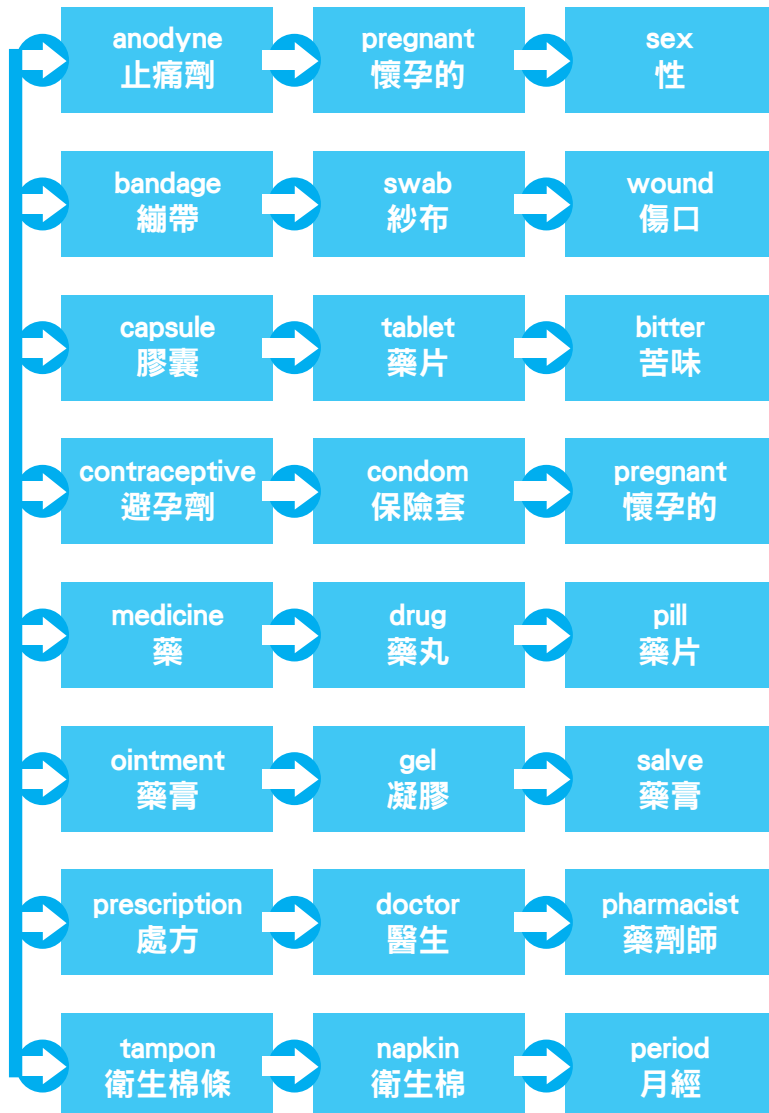 anodyne
止痛劑
pregnant
懷孕的
sex
性
bandage
繃帶
swab
紗布
wound
傷口
capsule
膠囊
tablet
藥片
bitter
苦味
contraceptive
避孕劑
condom
保險套
pregnant
懷孕的
medicine
藥
drug
藥丸
pill
藥片
ointment
藥膏
gel
凝膠
salve
藥膏
prescription
處方
doctor
醫生
pharmacist
藥劑師
tampon
衛生棉條
napkin
衛生棉
period
月經